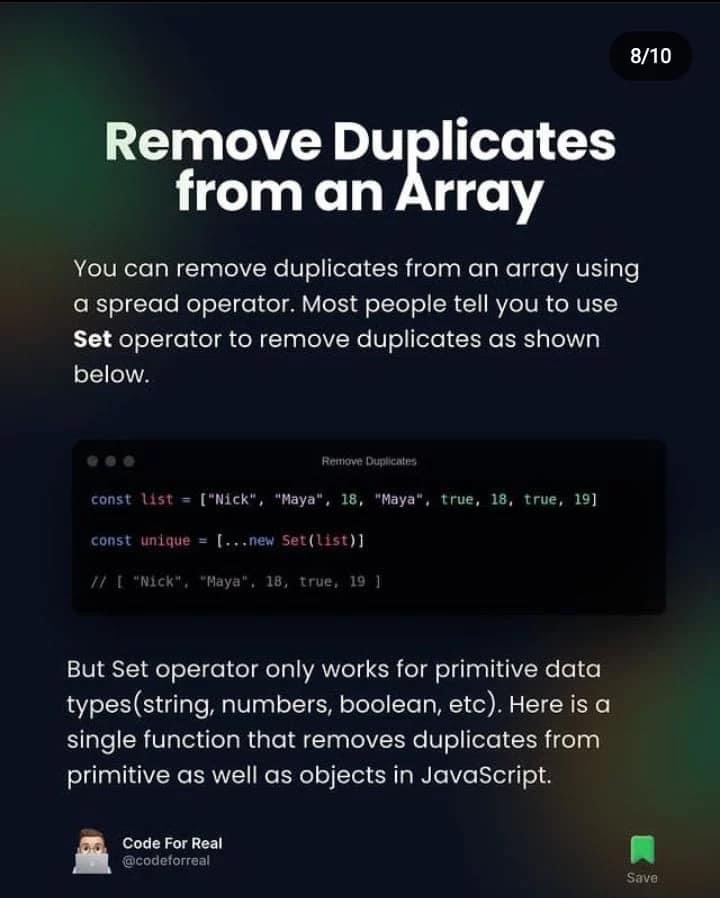 8/10
Remove Duplicates
from an Array
You can remove duplicates from an array using
a spread operator. Most people tell you to use
Set operator to remove duplicates as shown
below.
Remove Duplicates
const list = ["Nick", "Maya", 18, "Maya", true, 18, true, 19]
const unique = [...new Set(list)]
// [ "Nick", "Maya", 18, true, 19 ]
But Set operator only works for primitive data
types(string, numbers, boolean, etc). Here is a
single function that removes duplicates from
primitive as well as objects in JavaScript.
Code For Real
@codeforreal
Save